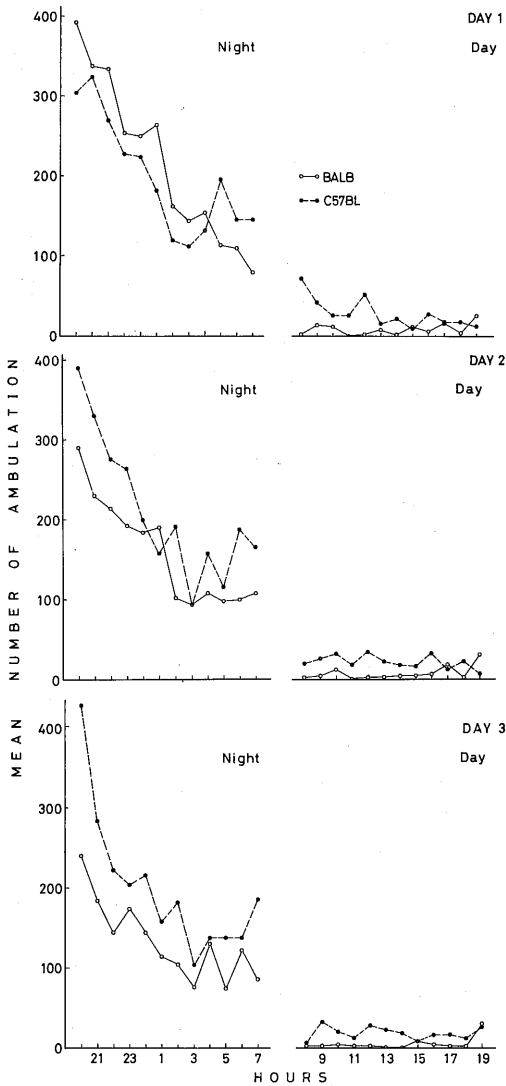 DAY 1
Night
Day
400
300
200
100
0
BALB
C57BL
DAY 2
Night
Day
400
300
200
100
0
DAY 3
Night
Day
400
300
200
100
0
21 23 1 3 5 7 9 11 13 15 17 19
HOURS
MEAN NUMBER OF AMBULATION